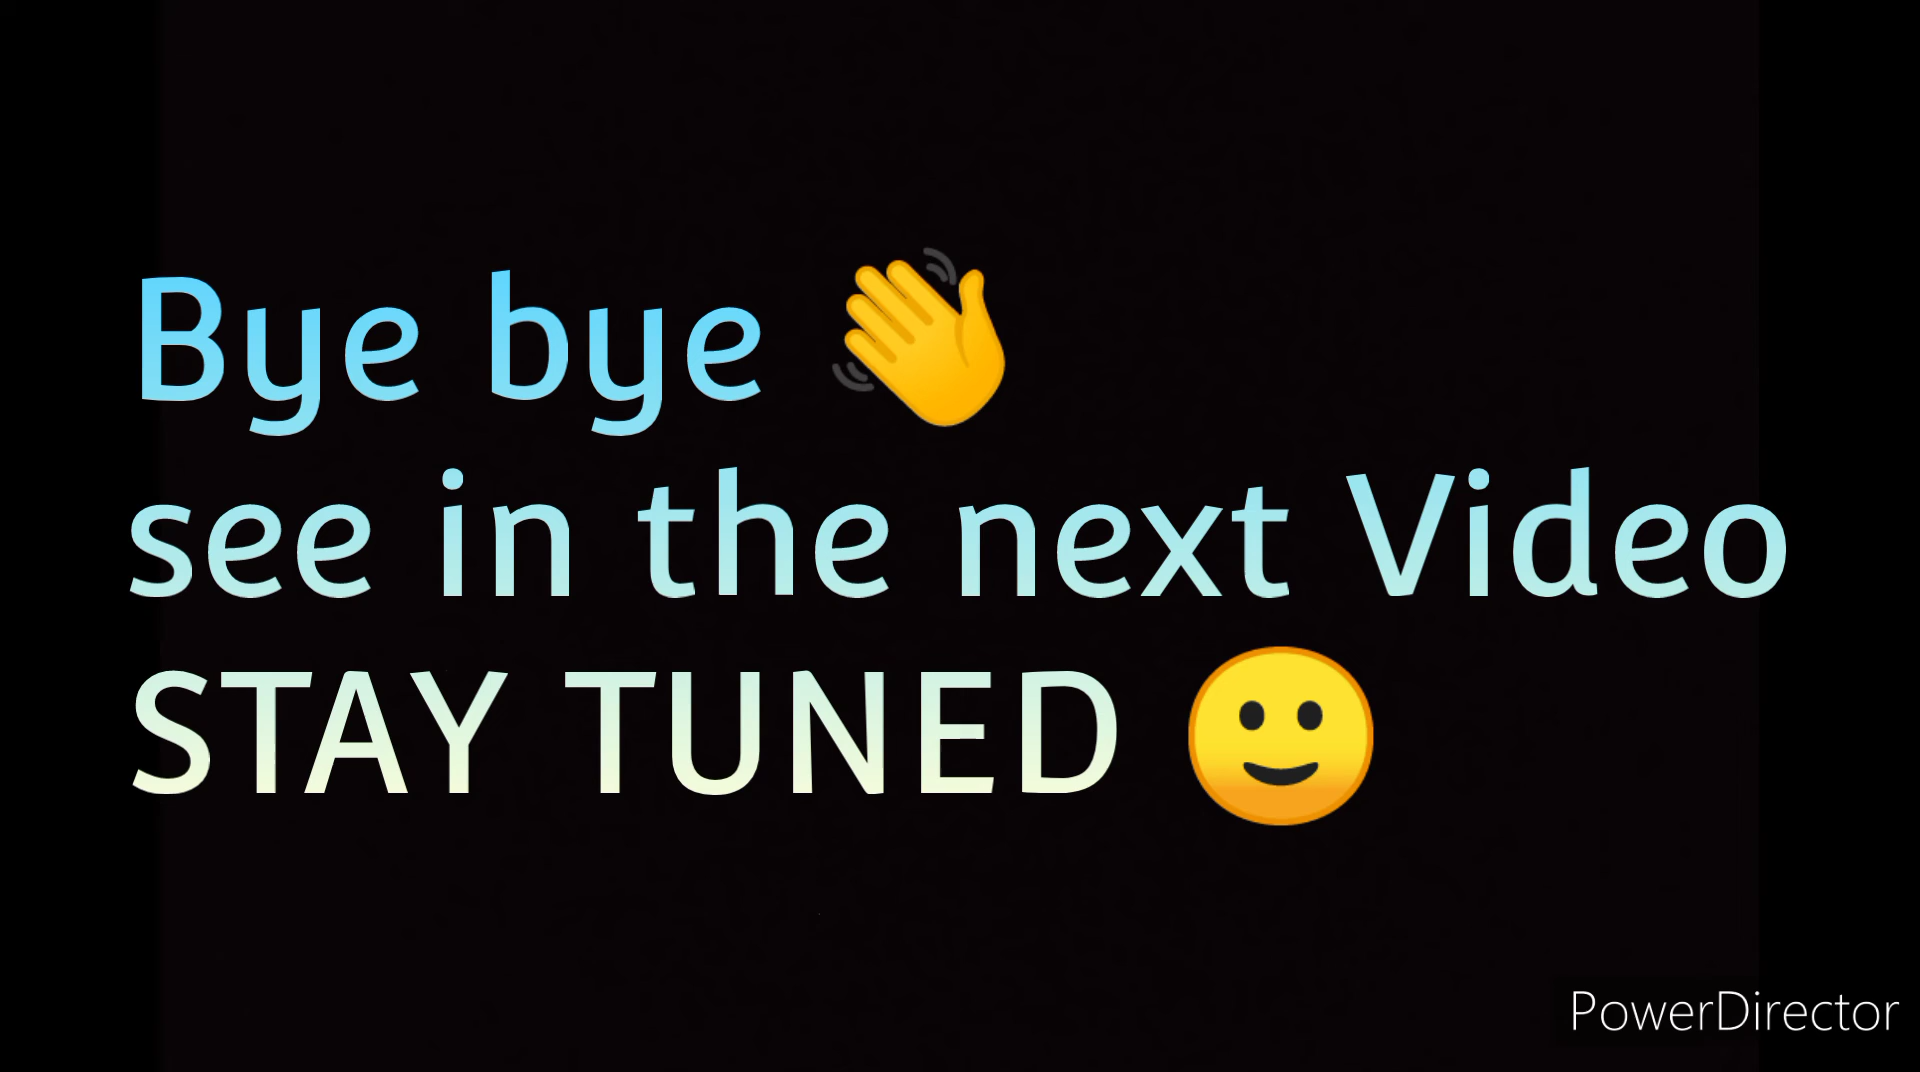 Bye bye 👋
see in the next Video
STAY TUNED 🙂
PowerDirector